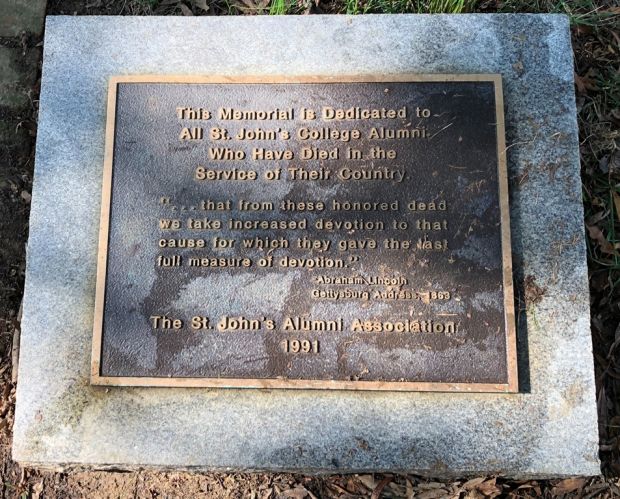 This Memorial is Dedicated to
All St. John's College Alumni
Who Have Died in the
Service of Their Country.
"...that from these honored dead
we take increased devotion to that
cause for which they gave the last
full measure of devotion."
Abraham Lincoln
Gettysburg Address, 1863
The St. John's Alumni Association
1991